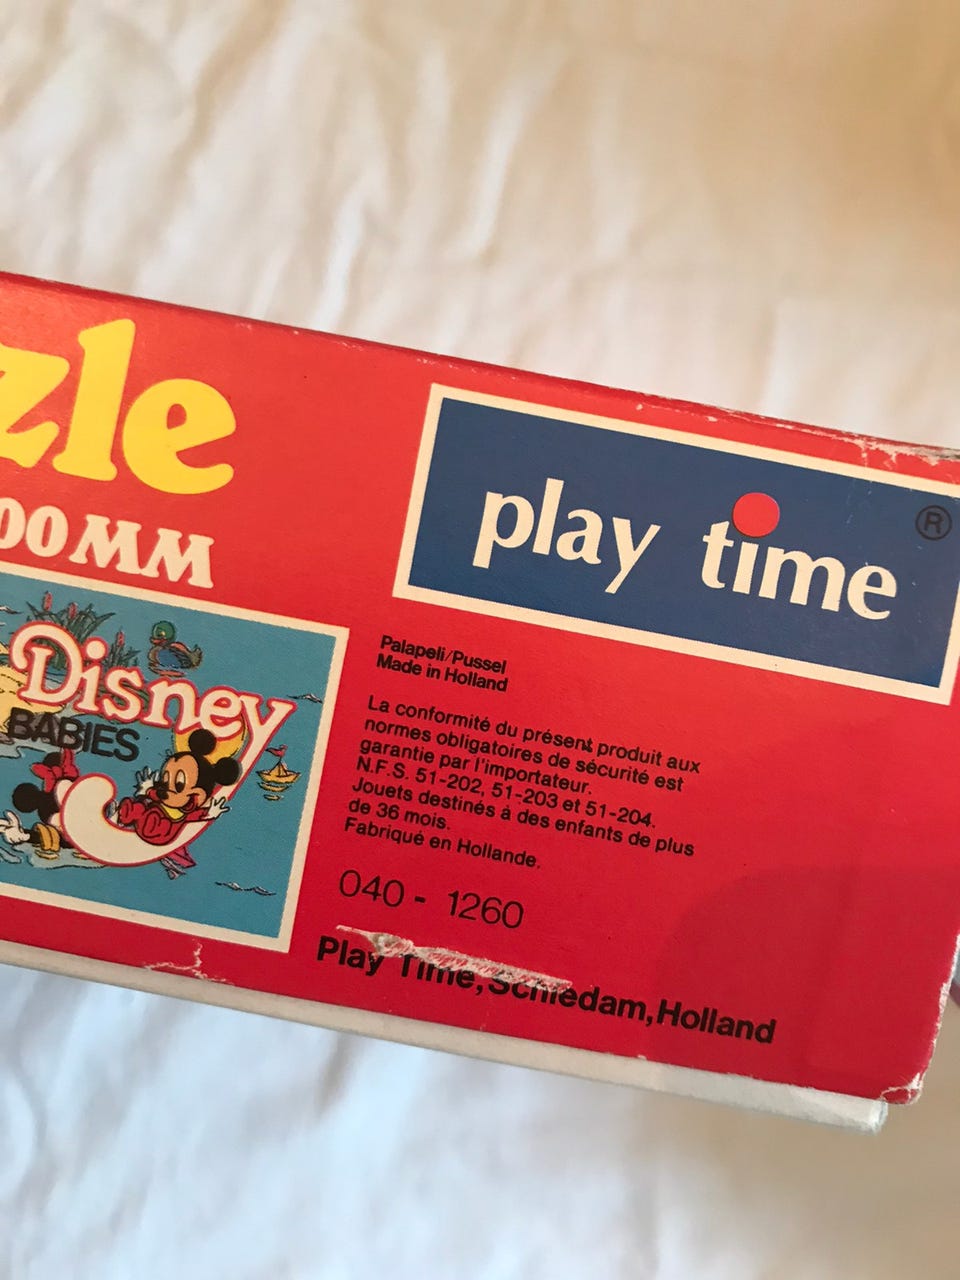 zle
00 MM
Disney
BABIES
play time ®
Palapeli/Pussel
Made in Holland
La conformité du présent produit aux
normes obligatoires de sécurité est
garantie par l'importateur.
N.F.S. 51-202, 51-203 et 51-204.
Jouets destinés à des enfants de plus
de 36 mois.
Fabriqué en Hollande.
040 - 1260
Play Time, Schiedam, Holland